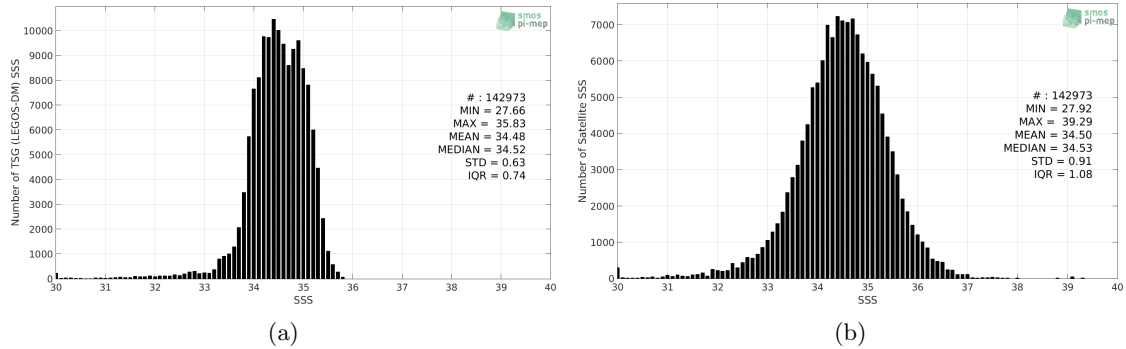 smos
pi-mep
10000
9000
8000
7000
6000
5000
4000
3000
2000
1000
0
Number of TSG (LEGOS-DM) SSS
# : 142973
MIN = 27.66
MAX = 35.83
MEAN = 34.48
MEDIAN = 34.52
STD = 0.63
IQR = 0.74
30 31 32 33 34 35 36 37 38 39 40
SSS
(a)
smos
pi-mep
7000
6000
5000
4000
3000
2000
1000
0
Number of Satellite SSS
# : 142973
MIN = 27.92
MAX = 39.29
MEAN = 34.50
MEDIAN = 34.53
STD = 0.91
IQR = 1.08
30 31 32 33 34 35 36 37 38 39 40
SSS
(b)